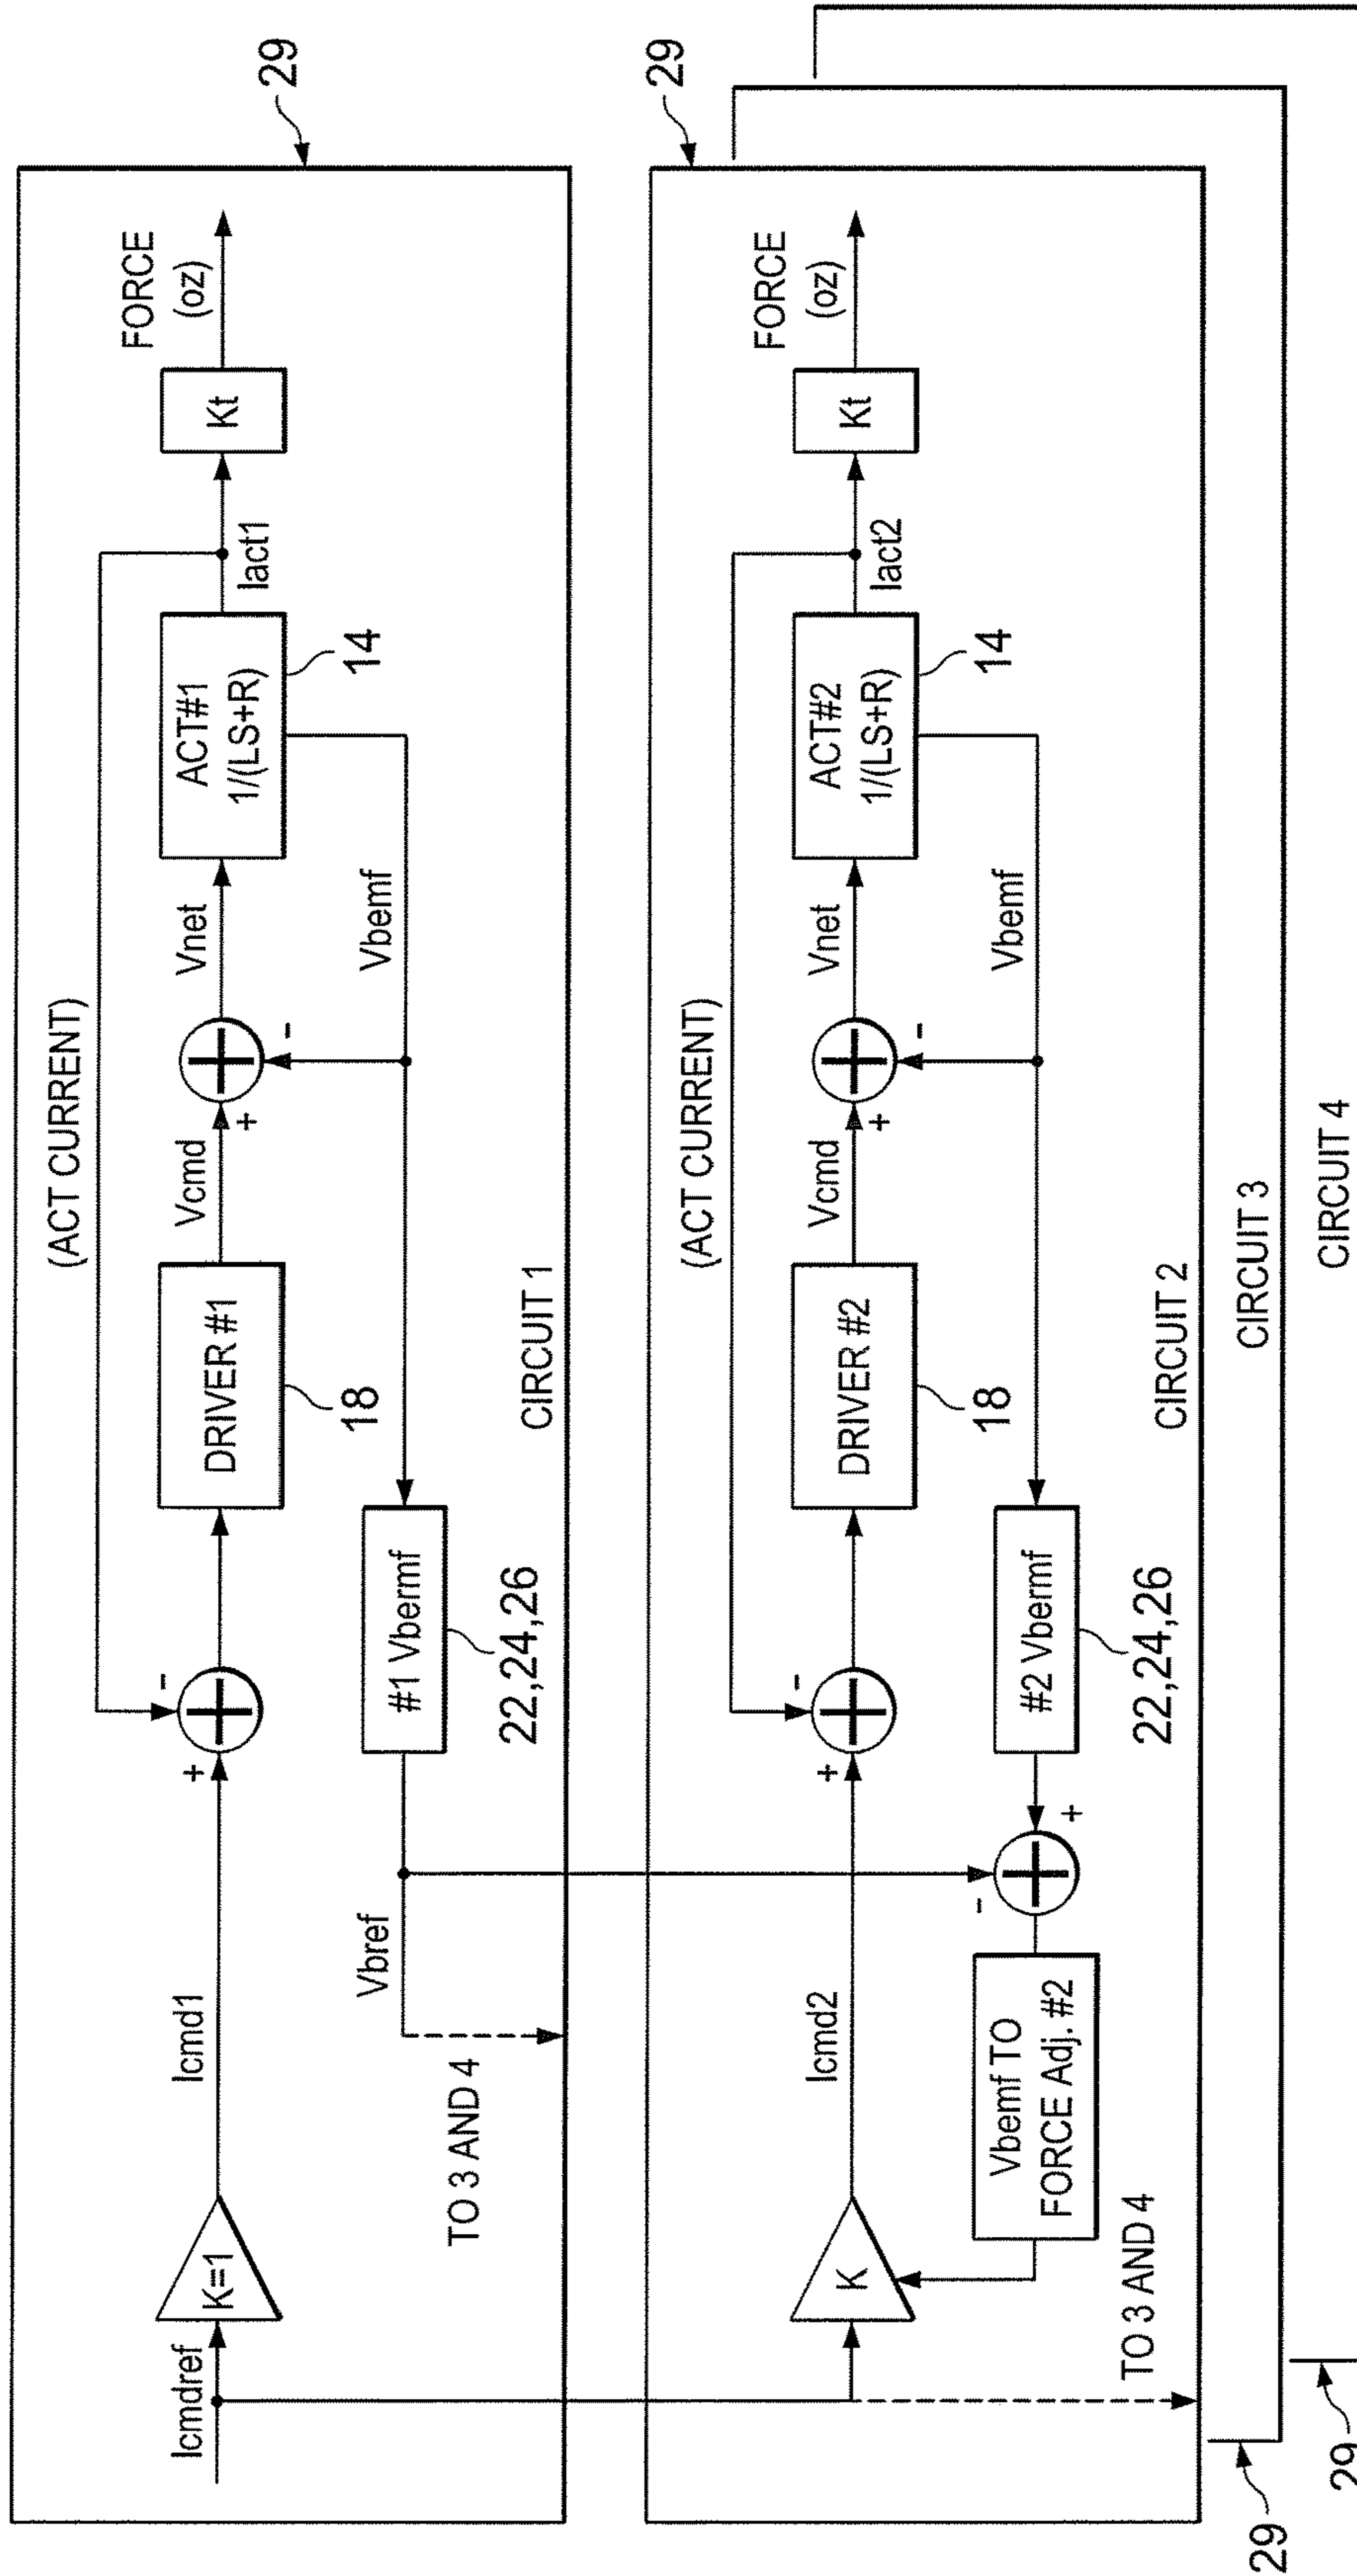 29
(ACT CURRENT)
Icmdref
K=1
Icmd1
+
-
DRIVER #1
18
Vcmd
+
-
Vnet
ACT#1
1/(LS+R)
14
Iact1
Kt
FORCE
(oz)
Vbemf
#1 Vbermf
22,24,26
Vbref
TO 3 AND 4
CIRCUIT 1
29
(ACT CURRENT)
K
Icmd2
+
-
DRIVER #2
18
Vcmd
+
-
Vnet
ACT#2
1/(LS+R)
14
Iact2
Kt
FORCE
(oz)
Vbemf
#2 Vbermf
22,24,26
+
-
Vbemf TO
FORCE Adj. #2
TO 3 AND 4
CIRCUIT 2
CIRCUIT 3
29
CIRCUIT 4
29